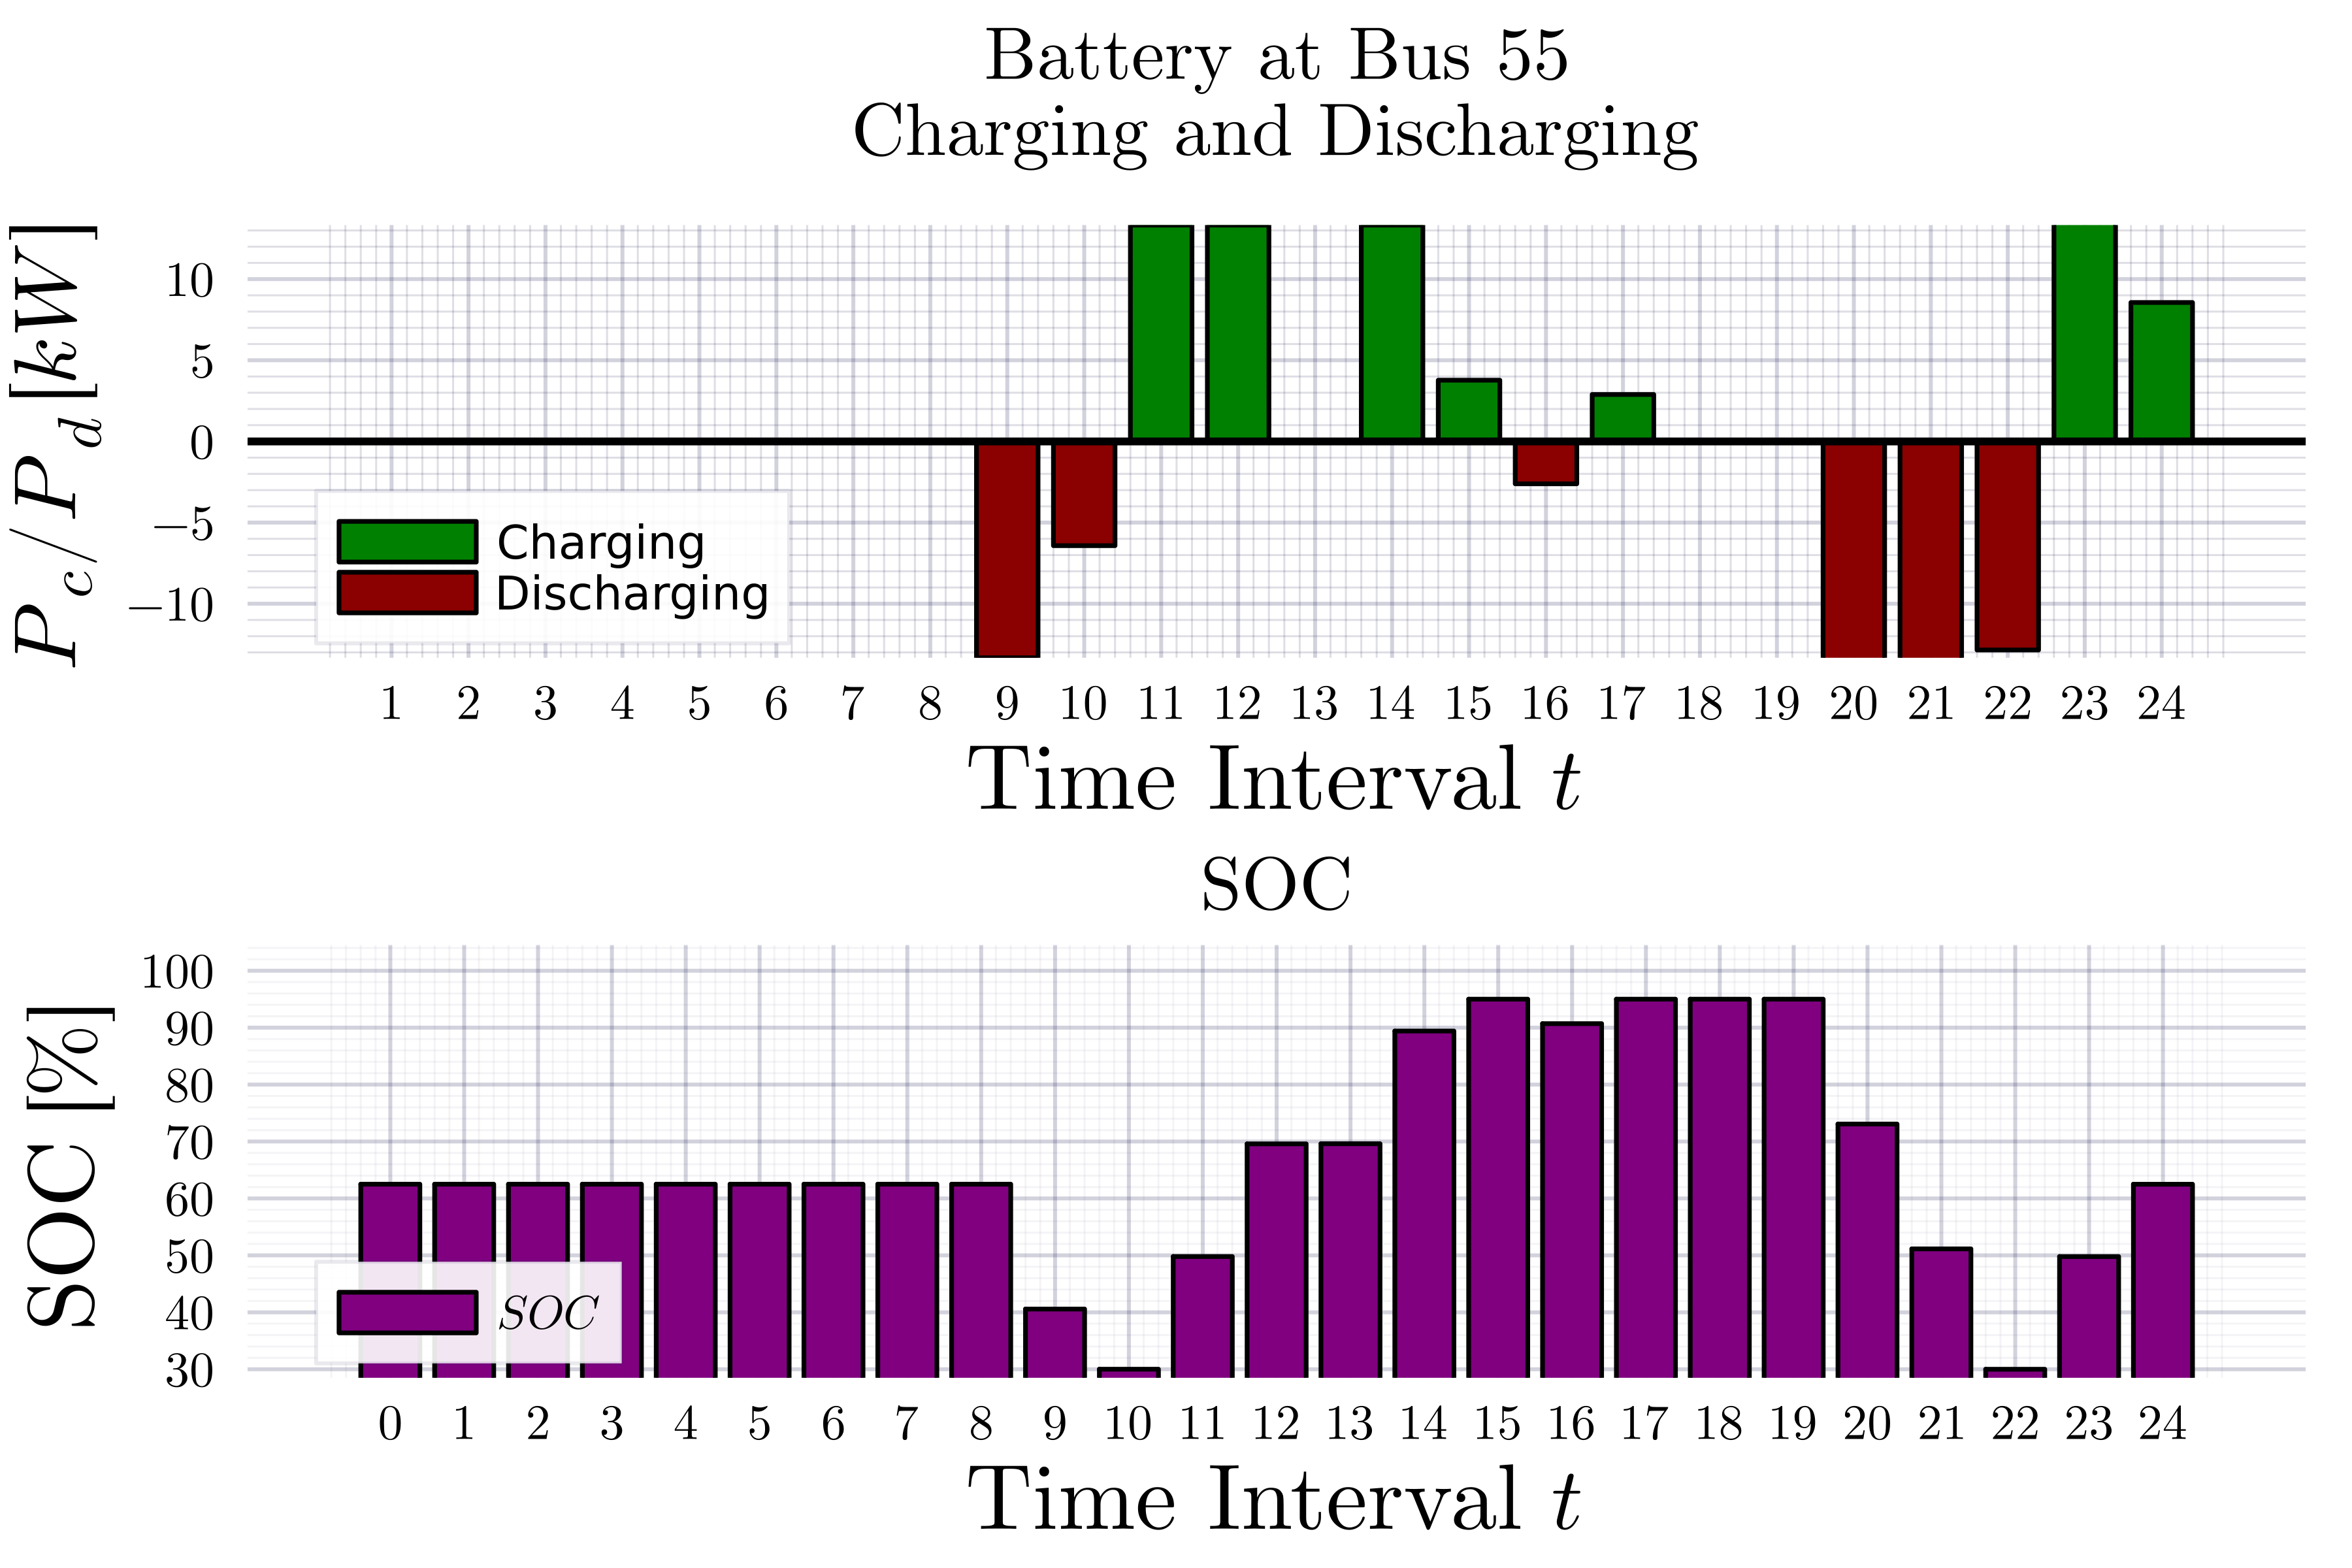 Battery at Bus 55
Charging and Discharging
P_c/P_d [kW]
10
5
0
−5
−10
Charging
Discharging
1 2 3 4 5 6 7 8 9 10 11 12 13 14 15 16 17 18 19 20 21 22 23 24
Time Interval t
SOC
SOC [%]
100
90
80
70
60
50
40
30
SOC
0 1 2 3 4 5 6 7 8 9 10 11 12 13 14 15 16 17 18 19 20 21 22 23 24
Time Interval t